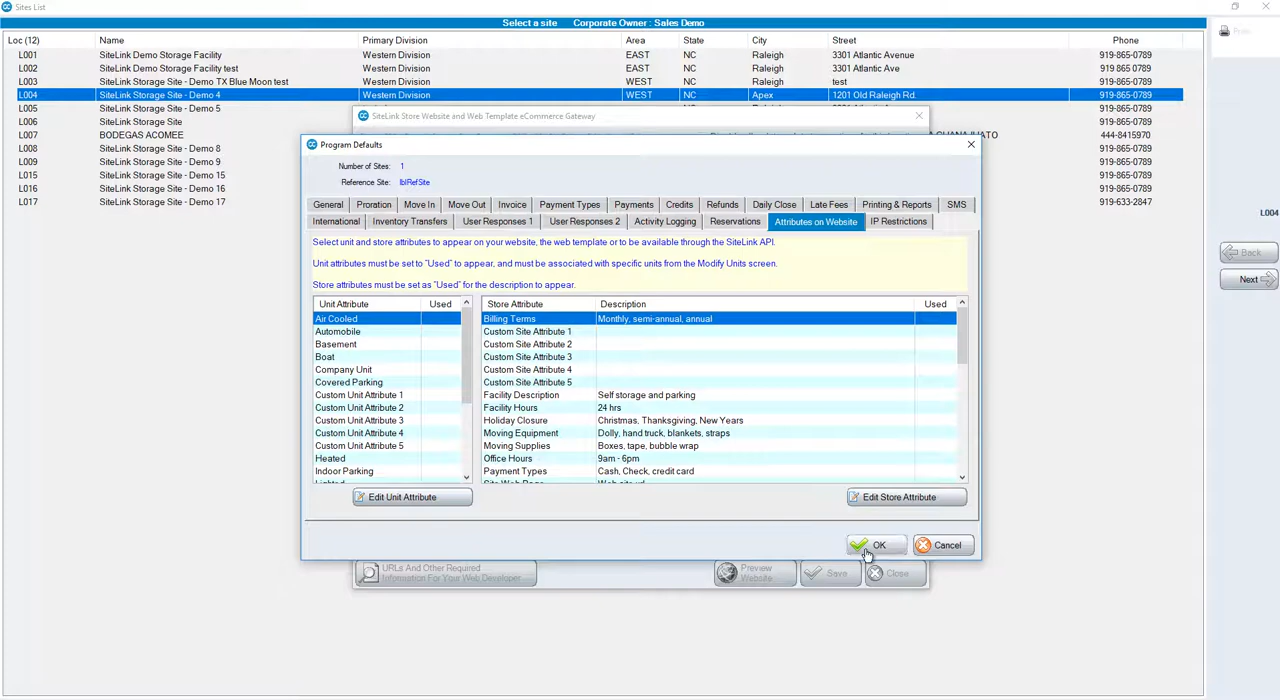 Sites List
Select a site Corporate Owner : Sales Demo
Loc (12) Name Primary Division Area State City Street Phone
L001 SiteLink Demo Storage Facility Western Division EAST NC Raleigh 3301 Atlantic Avenue 919-865-0789
L002 SiteLink Demo Storage Facility test Western Division EAST NC Raleigh 3301 Atlantic Ave 919 865-0789
L003 SiteLink Storage Site - Demo TX Blue Moon test Western Division WEST NC Raleigh test 919-865-0789
L004 SiteLink Storage Site - Demo 4 Western Division WEST NC Apex 1201 Old Raleigh Rd. 919-865-0789
L005 SiteLink Storage Site - Demo 5 919-865-0789
L006 SiteLink Storage Site 919-865-0789
L007 BODEGAS ACOMEE 444-8415970
L008 SiteLink Storage Site - Demo 8 919-865-0789
L009 SiteLink Storage Site - Demo 9 919-865-0789
L015 SiteLink Storage Site - Demo 15 919-865-0789
L016 SiteLink Storage Site - Demo 16 919-865-0789
L017 SiteLink Storage Site - Demo 17 919-633-2847
Print
L004
Back
Next
SiteLink Store Website and Web Template eCommerce Gateway
Program Defaults
Number of Sites: 1
Reference Site: lblRefSite
General Proration Move In Move Out Invoice Payment Types Payments Credits Refunds Daily Close Late Fees Printing & Reports SMS
International Inventory Transfers User Responses 1 User Responses 2 Activity Logging Reservations Attributes on Website IP Restrictions
Select unit and store attributes to appear on your website, the web template or to be available through the SiteLink API.
Unit attributes must be set to "Used" to appear, and must be associated with specific units from the Modify Units screen.
Store attributes must be set as "Used" for the description to appear.
Unit Attribute Used Store Attribute Description Used
Air Cooled Billing Terms Monthly, semi-annual, annual
Automobile Custom Site Attribute 1
Basement Custom Site Attribute 2
Boat Custom Site Attribute 3
Company Unit Custom Site Attribute 4
Covered Parking Custom Site Attribute 5
Custom Unit Attribute 1 Facility Description Self storage and parking
Custom Unit Attribute 2 Facility Hours 24 hrs
Custom Unit Attribute 3 Holiday Closure Christmas, Thanksgiving, New Years
Custom Unit Attribute 4 Moving Equipment Dolly, hand truck, blankets, straps
Custom Unit Attribute 5 Moving Supplies Boxes, tape, bubble wrap
Heated Office Hours 9am - 6pm
Indoor Parking Payment Types Cash, Check, credit card
Lighted Site Web Page Web site url
Edit Unit Attribute Edit Store Attribute
OK Cancel
URLs And Other Required
Information For Your Web Developer
Preview
Website
Save
Close